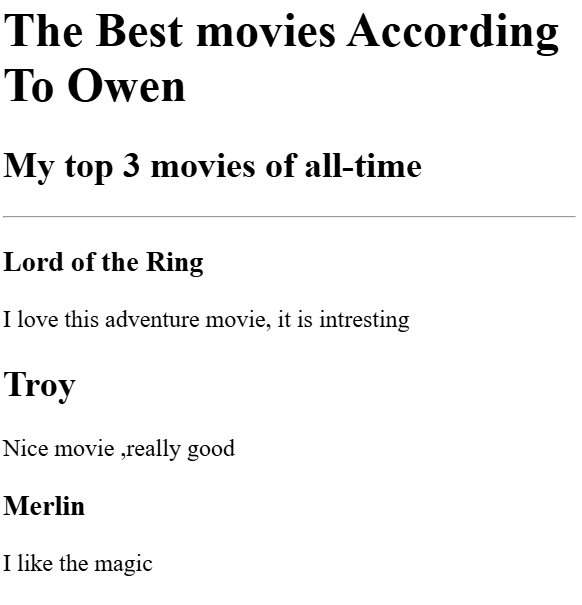 The Best movies According
To Owen
My top 3 movies of all-time
Lord of the Ring
I love this adventure movie, it is intresting
Troy
Nice movie ,really good
Merlin
I like the magic